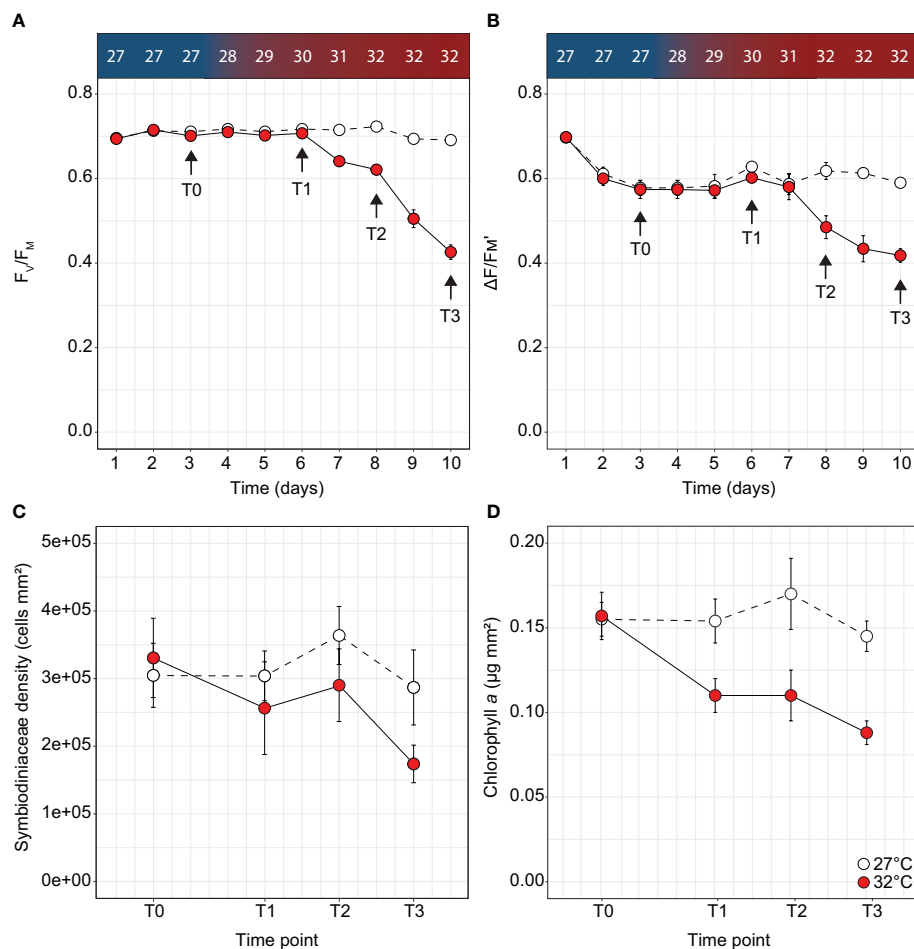 A
27 27 27 28 29 30 31 32 32 32
0.8
0.6
0.4
0.2
0.0
F_V/F_M
T0
T1
T2
T3
1 2 3 4 5 6 7 8 9 10
Time (days)
B
27 27 27 28 29 30 31 32 32 32
0.8
0.6
0.4
0.2
0.0
ΔF/FM'
T0
T1
T2
T3
1 2 3 4 5 6 7 8 9 10
Time (days)
C
5e+05
4e+05
3e+05
2e+05
1e+05
0e+00
Symbiodiniaceae density (cells mm²)
T0 T1 T2 T3
Time point
D
0.20
0.15
0.10
0.05
0.00
Chlorophyll a (µg mm²)
27°C
32°C
T0 T1 T2 T3
Time point